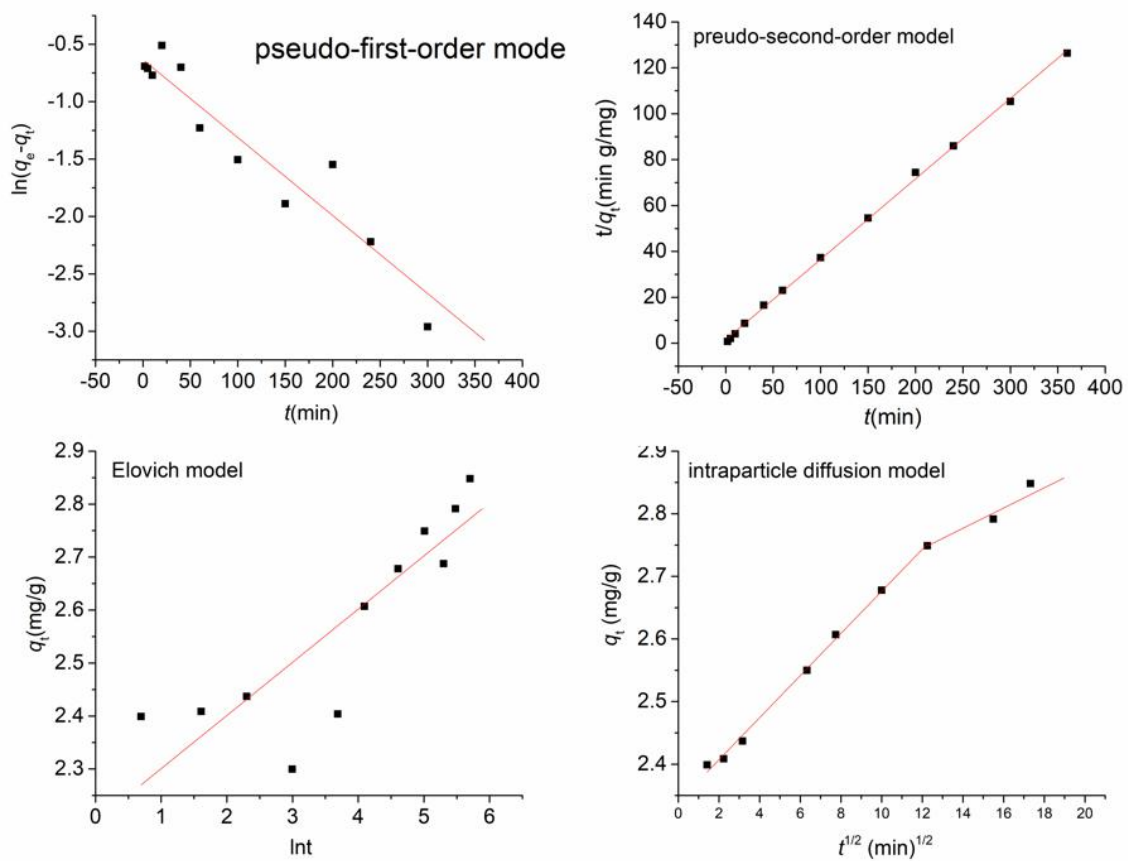 pseudo-first-order mode
-0.5
-1.0
-1.5
-2.0
-2.5
-3.0
ln(qe-qt)
-50 0 50 100 150 200 250 300 350 400
t(min)
preudo-second-order model
140
120
100
80
60
40
20
0
t/qt(min g/mg)
-50 0 50 100 150 200 250 300 350 400
t(min)
Elovich model
2.9
2.8
2.7
2.6
2.5
2.4
2.3
qt(mg/g)
0 1 2 3 4 5 6
lnt
intraparticle diffusion model
2.9
2.8
2.7
2.6
2.5
2.4
qt (mg/g)
0 2 4 6 8 10 12 14 16 18 20
t1/2 (min)1/2